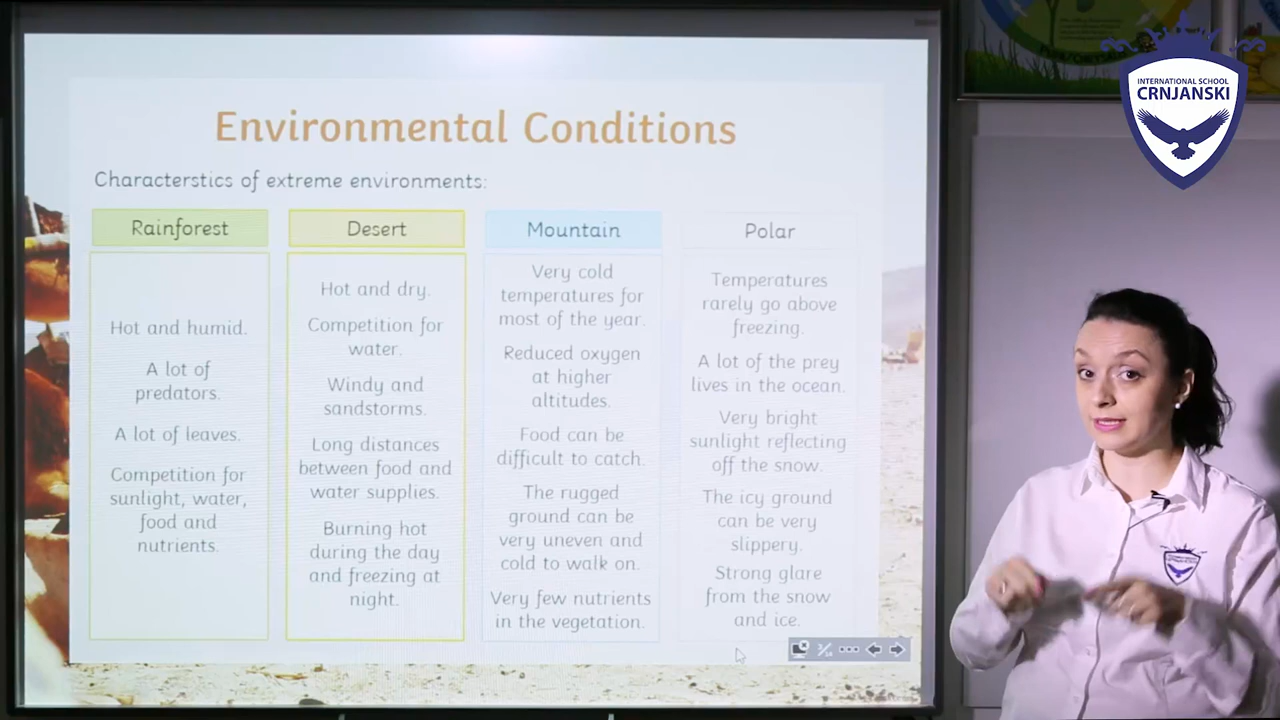 INTERNATIONAL SCHOOL
CRNJANSKI
Environmental Conditions
Characterstics of extreme environments:
Rainforest
Hot and humid.
A lot of
predators.
A lot of leaves.
Competition for
sunlight, water,
food and
nutrients.
Desert
Hot and dry.
Competition for
water.
Windy and
sandstorms.
Long distances
between food and
water supplies.
Burning hot
during the day
and freezing at
night.
Mountain
Very cold
temperatures for
most of the year.
Reduced oxygen
at higher
altitudes.
Food can be
difficult to catch.
The rugged
ground can be
very uneven and
cold to walk on.
Very few nutrients
in the vegetation.
Polar
Temperatures
rarely go above
freezing.
A lot of the prey
lives in the ocean.
Very bright
sunlight reflecting
off the snow.
The icy ground
can be very
slippery.
Strong glare
from the snow
and ice.